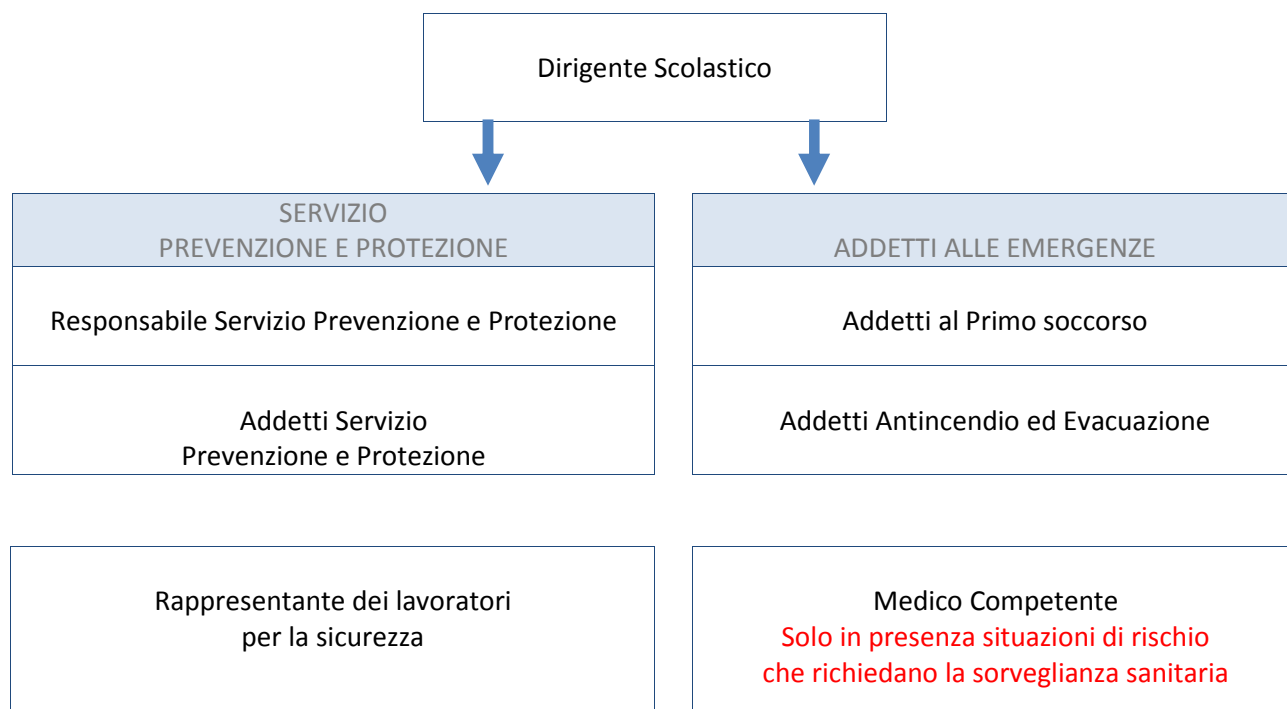 Dirigente Scolastico
SERVIZIO
PREVENZIONE E PROTEZIONE
Responsabile Servizio Prevenzione e Protezione
Addetti Servizio
Prevenzione e Protezione
ADDETTI ALLE EMERGENZE
Addetti al Primo soccorso
Addetti Antincendio ed Evacuazione
Rappresentante dei lavoratori
per la sicurezza
Medico Competente
Solo in presenza situazioni di rischio
che richiedano la sorveglianza sanitaria